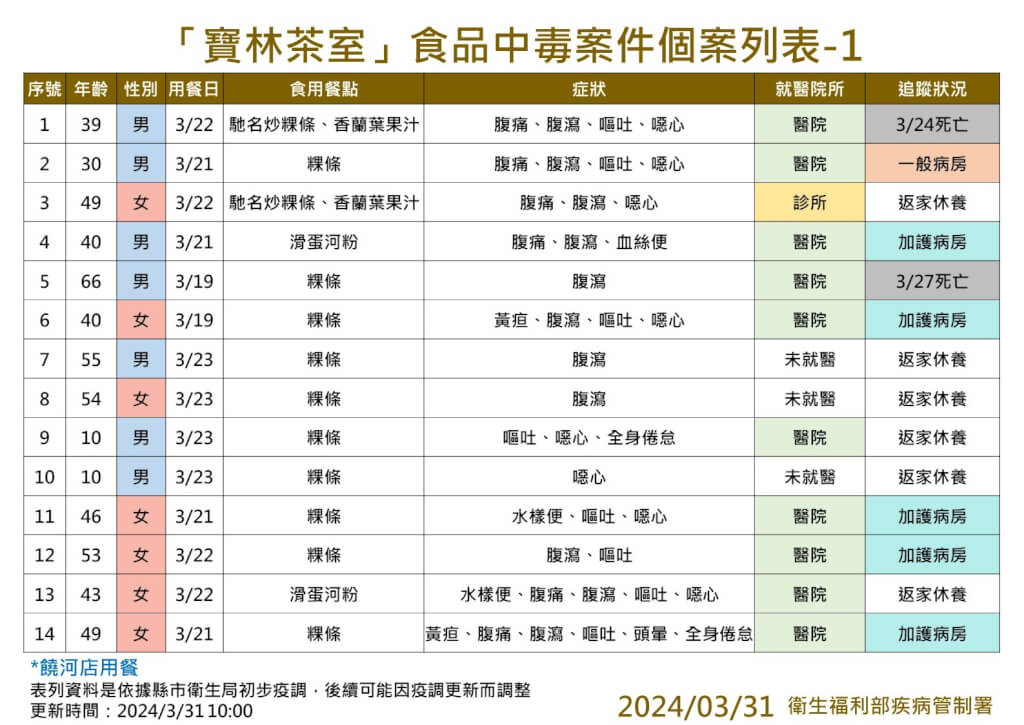 「寶林茶室」食品中毒案件個案列表-1
序號 年齡 性別 用餐日 食用餐點 症狀 就醫院所 追蹤狀況
1 39 男 3/22 馳名炒粿條、香蘭葉果汁 腹痛、腹瀉、嘔吐、噁心 醫院 3/24死亡
2 30 男 3/21 粿條 腹痛、腹瀉、嘔吐、噁心 醫院 一般病房
3 49 女 3/22 馳名炒粿條、香蘭葉果汁 腹痛、腹瀉、噁心 診所 返家休養
4 40 男 3/21 滑蛋河粉 腹痛、腹瀉、血絲便 醫院 加護病房
5 66 男 3/19 粿條 腹瀉 醫院 3/27死亡
6 40 女 3/19 粿條 黃疸、腹瀉、嘔吐、噁心 醫院 加護病房
7 55 男 3/23 粿條 腹瀉 未就醫 返家休養
8 54 女 3/23 粿條 腹瀉 未就醫 返家休養
9 10 男 3/23 粿條 嘔吐、噁心、全身倦怠 醫院 返家休養
10 10 男 3/23 粿條 噁心 未就醫 返家休養
11 46 女 3/21 粿條 水樣便、嘔吐、噁心 醫院 加護病房
12 53 女 3/22 粿條 腹瀉、嘔吐 醫院 加護病房
13 43 女 3/22 滑蛋河粉 水樣便、腹痛、腹瀉、嘔吐、噁心 醫院 返家休養
14 49 女 3/21 粿條 黃疸、腹痛、腹瀉、嘔吐、頭暈、全身倦怠 醫院 加護病房
*饒河店用餐
表列資料是依據縣市衛生局初步疫調，後續可能因疫調更新而調整
更新時間：2024/3/31 10:00
2024/03/31 衛生福利部疾病管制署